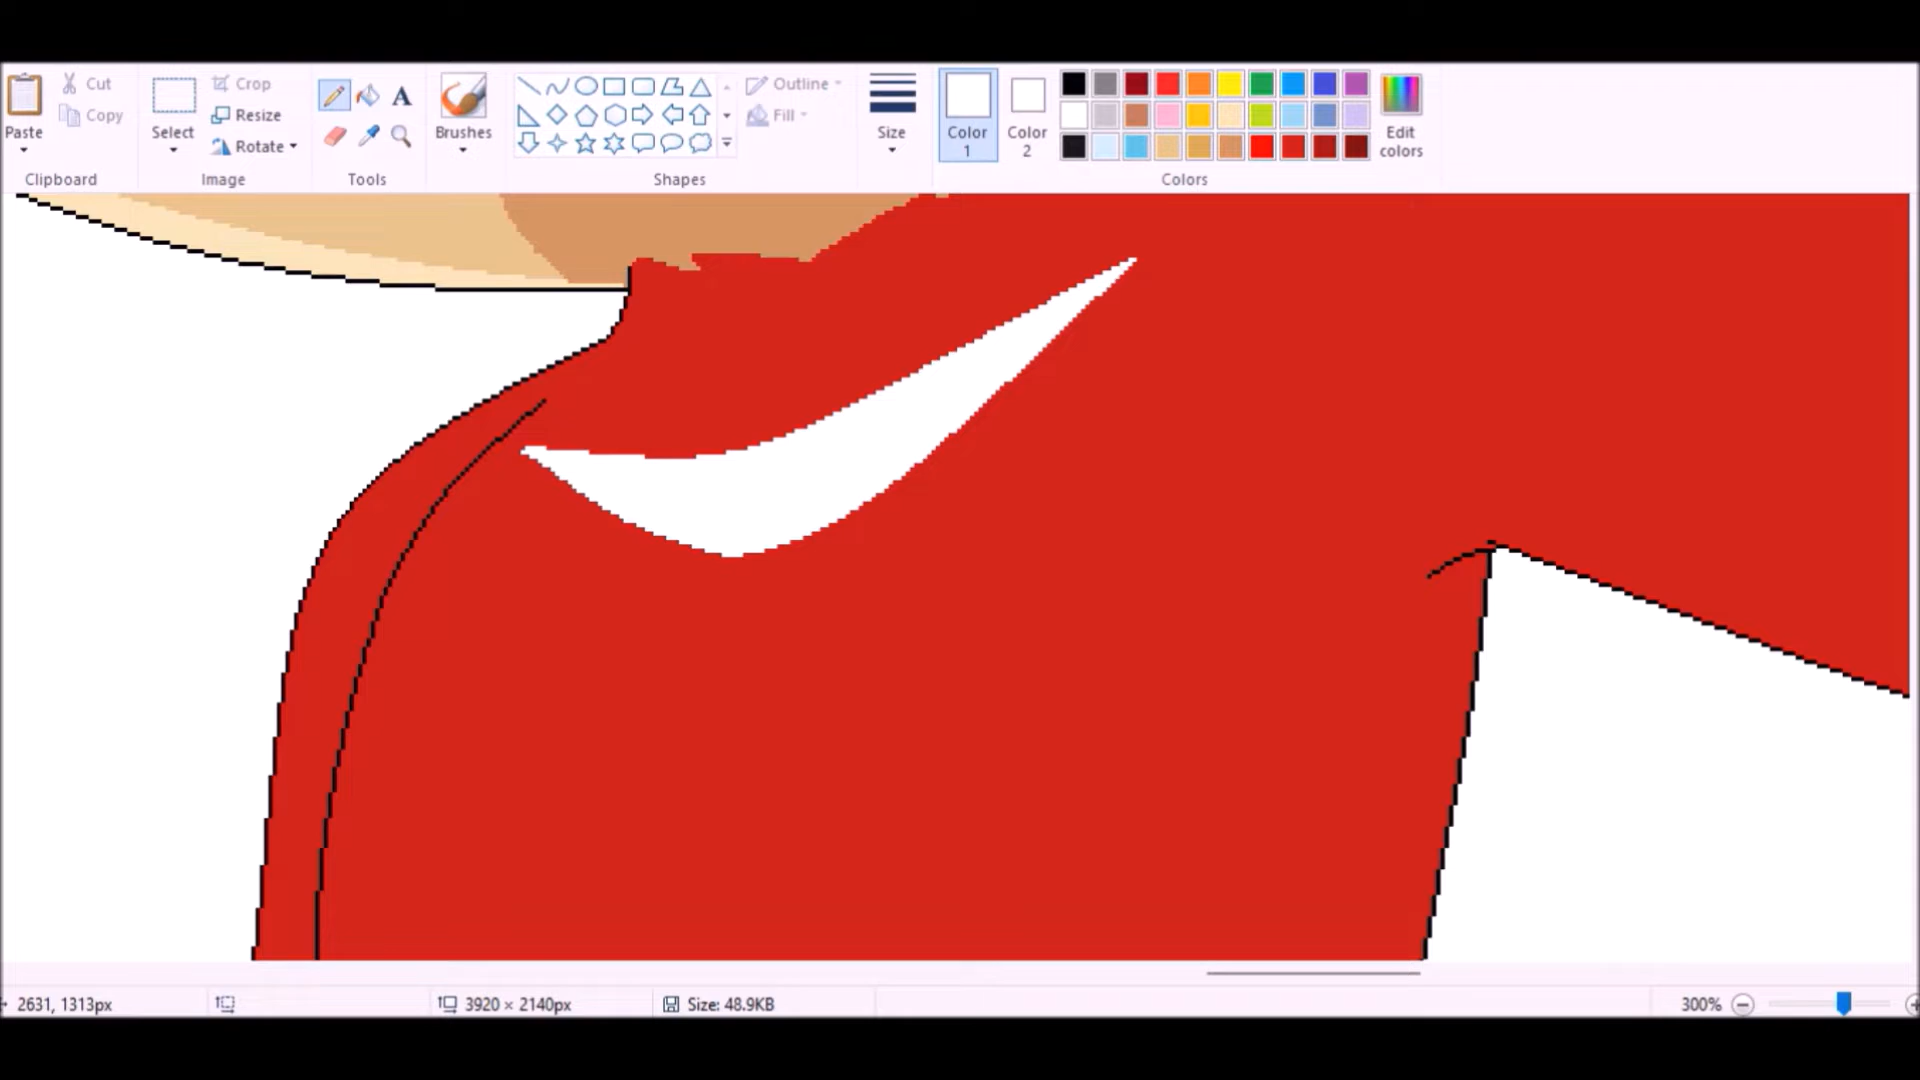 Paste
Cut
Copy
Clipboard
Select
Crop
Resize
Rotate
Image
A
Tools
Brushes
Shapes
Outline
Fill
Size
Color
1
Color
2
Edit
colors
Colors
2631, 1313px
3920 × 2140px
Size: 48.9KB
300%